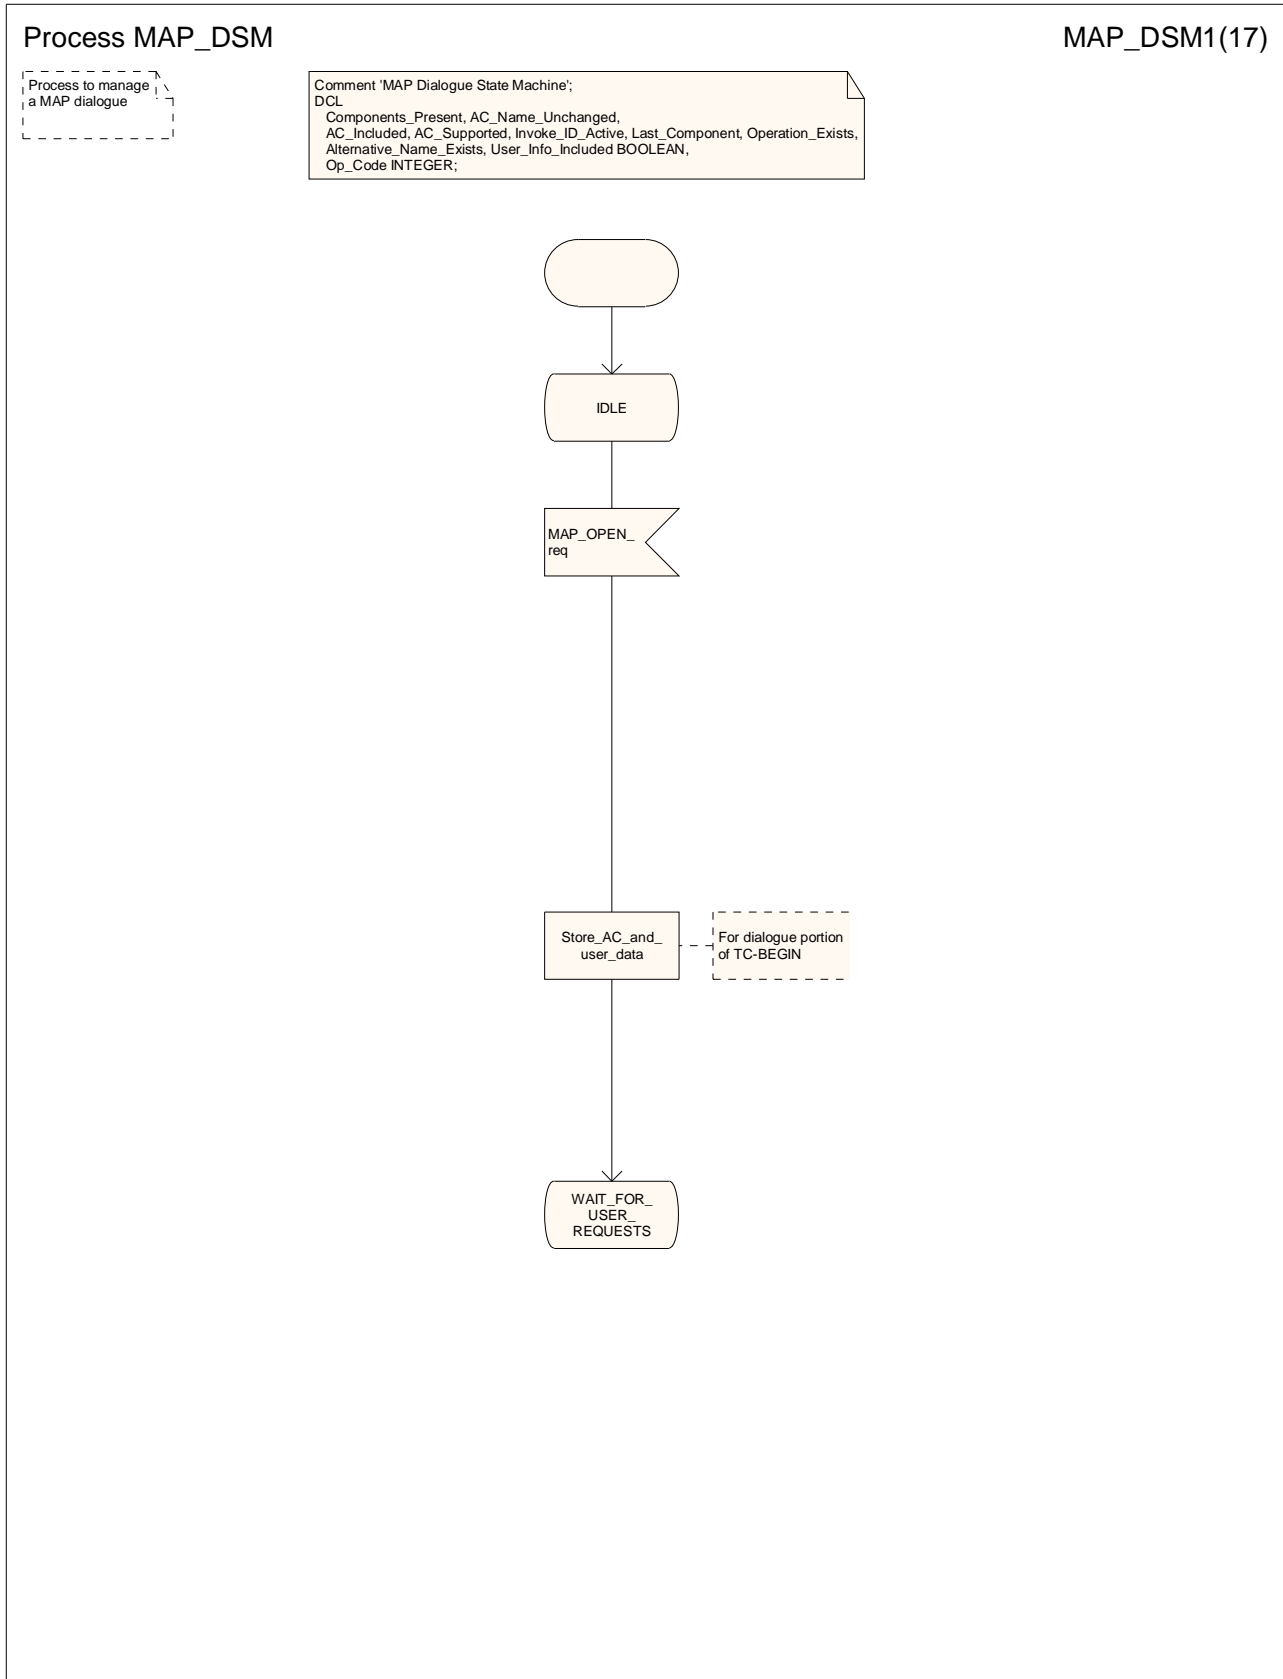 Process MAP_DSM
MAP_DSM1(17)
Process to manage
a MAP dialogue
Comment 'MAP Dialogue State Machine';
DCL
Components_Present, AC_Name_Unchanged,
AC_Included, AC_Supported, Invoke_ID_Active, Last_Component, Operation_Exists,
Alternative_Name_Exists, User_Info_Included BOOLEAN,
Op_Code INTEGER;
IDLE
MAP_OPEN_
req
Store_AC_and_
user_data
For dialogue portion
of TC-BEGIN
WAIT_FOR_
USER_
REQUESTS